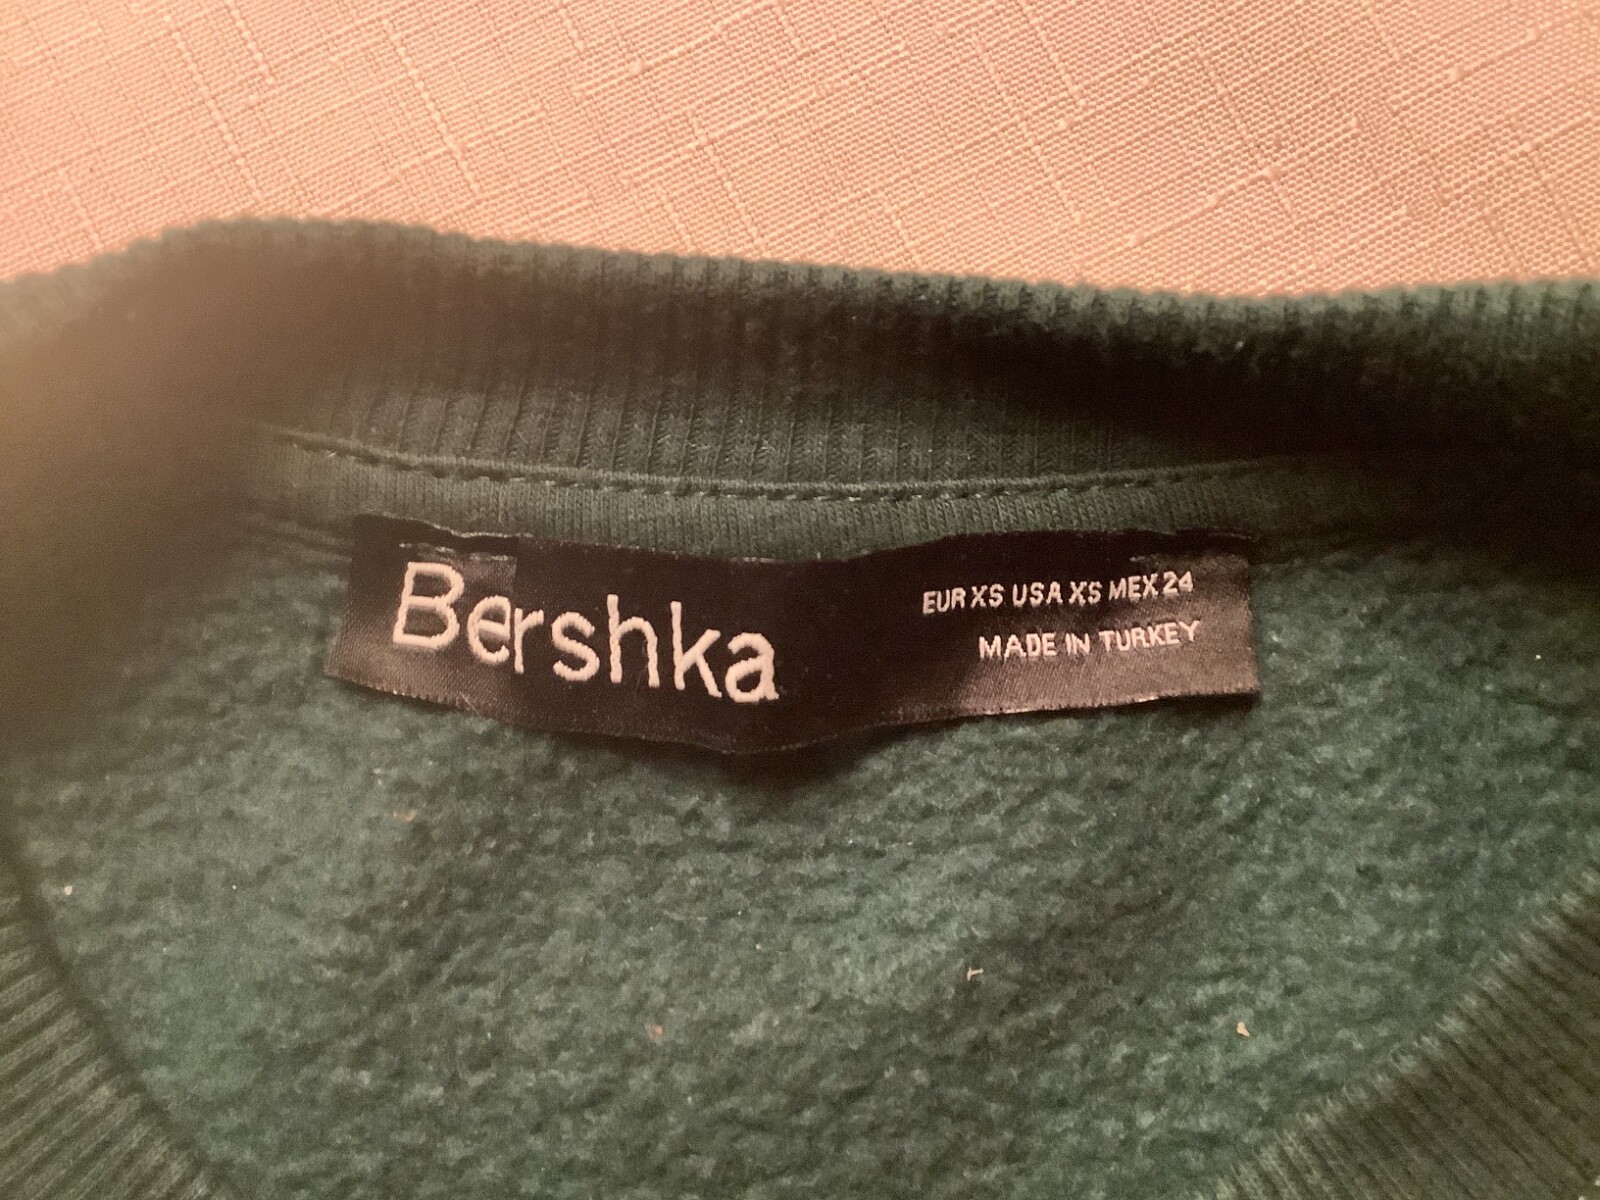 Bershka
EUR XS USA XS MEX 24
MADE IN TURKEY